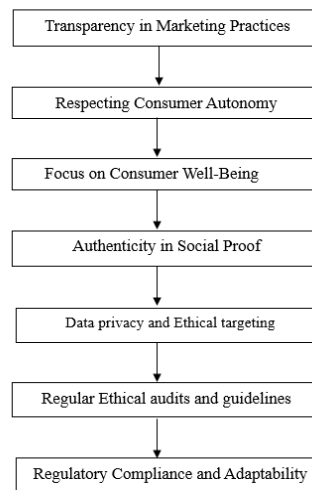 Transparency in Marketing Practices
Respecting Consumer Autonomy
Focus on Consumer Well-Being
Authenticity in Social Proof
Data privacy and Ethical targeting
Regular Ethical audits and guidelines
Regulatory Compliance and Adaptability